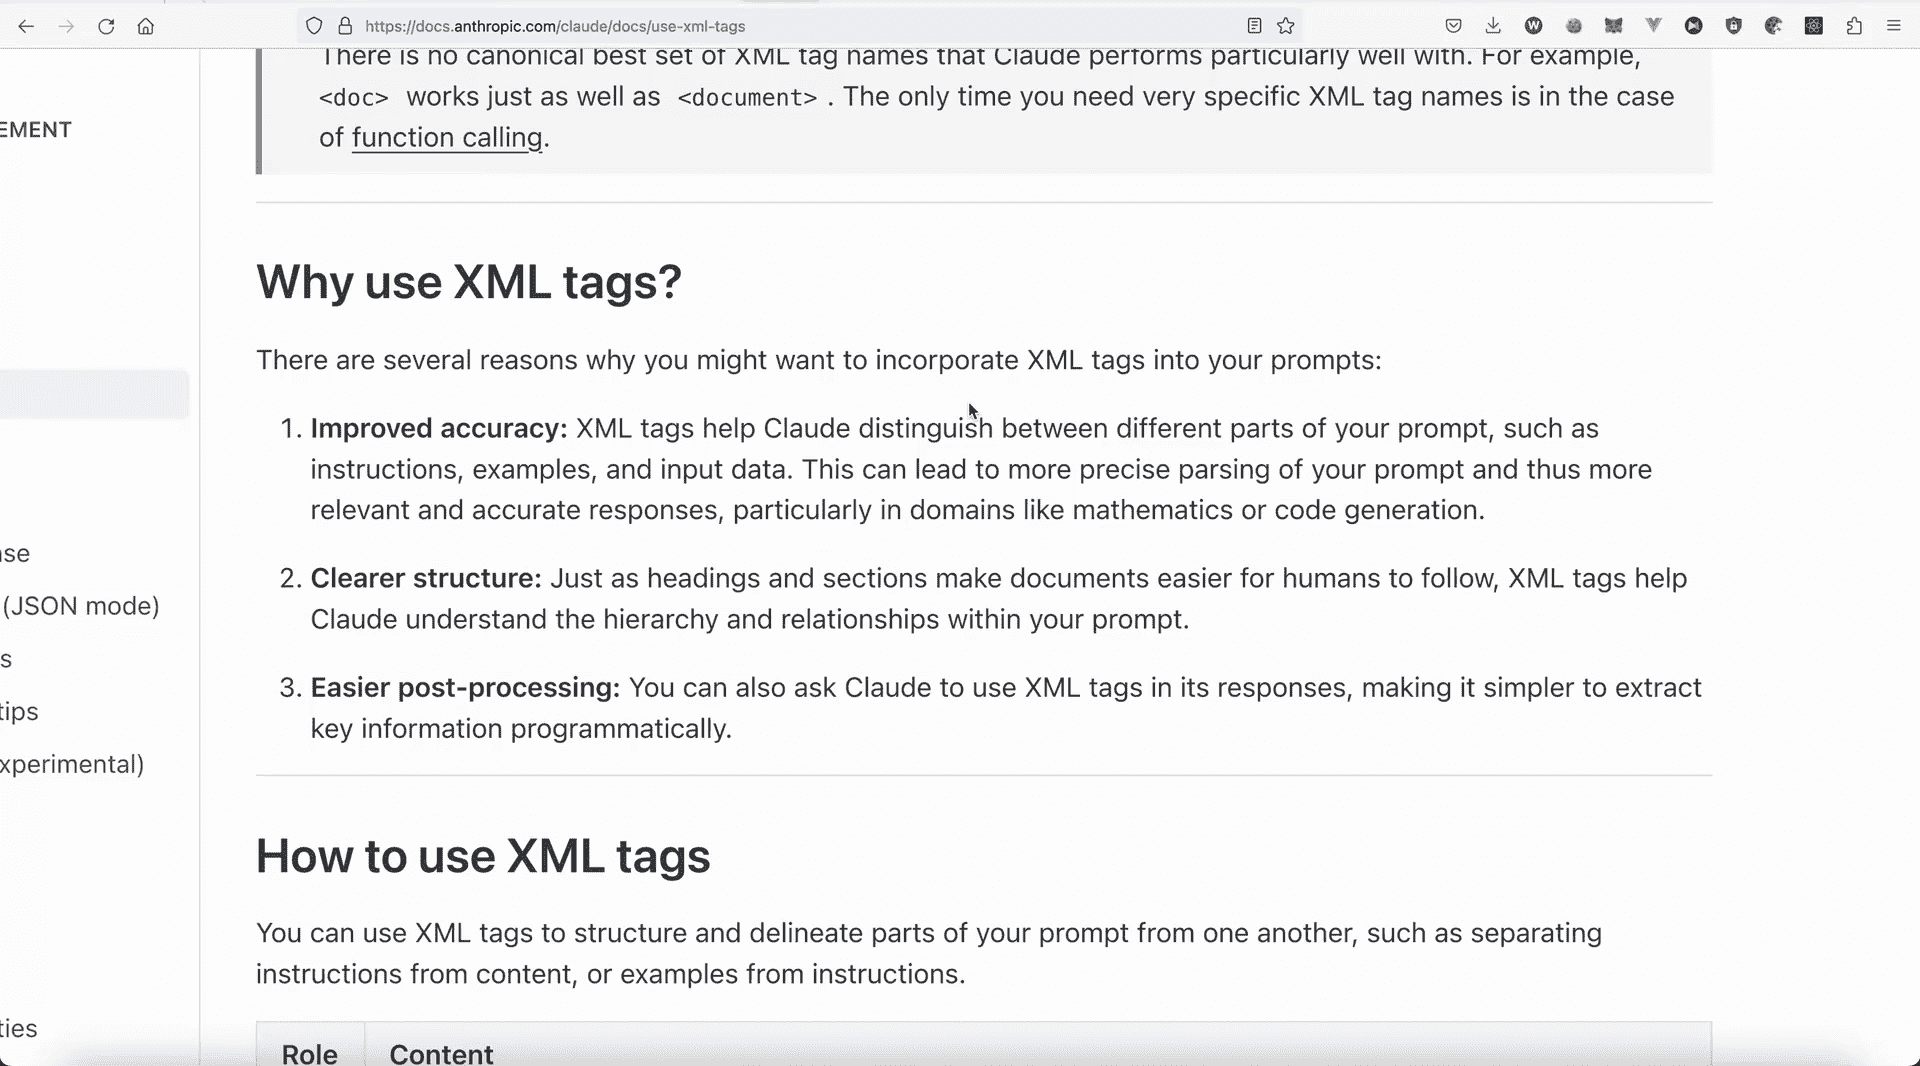 https://docs.anthropic.com/claude/docs/use-xml-tags
There is no canonical best set of XML tag names that Claude performs particularly well with. For example,
<doc> works just as well as <document> . The only time you need very specific XML tag names is in the case
of function calling.
EMENT
Why use XML tags?
There are several reasons why you might want to incorporate XML tags into your prompts:
1. Improved accuracy: XML tags help Claude distinguish between different parts of your prompt, such as
instructions, examples, and input data. This can lead to more precise parsing of your prompt and thus more
relevant and accurate responses, particularly in domains like mathematics or code generation.
nse
2. Clearer structure: Just as headings and sections make documents easier for humans to follow, XML tags help
(JSON mode)
Claude understand the hierarchy and relationships within your prompt.
s
3. Easier post-processing: You can also ask Claude to use XML tags in its responses, making it simpler to extract
tips
key information programmatically.
xperimental)
How to use XML tags
You can use XML tags to structure and delineate parts of your prompt from one another, such as separating
instructions from content, or examples from instructions.
ties
Role Content